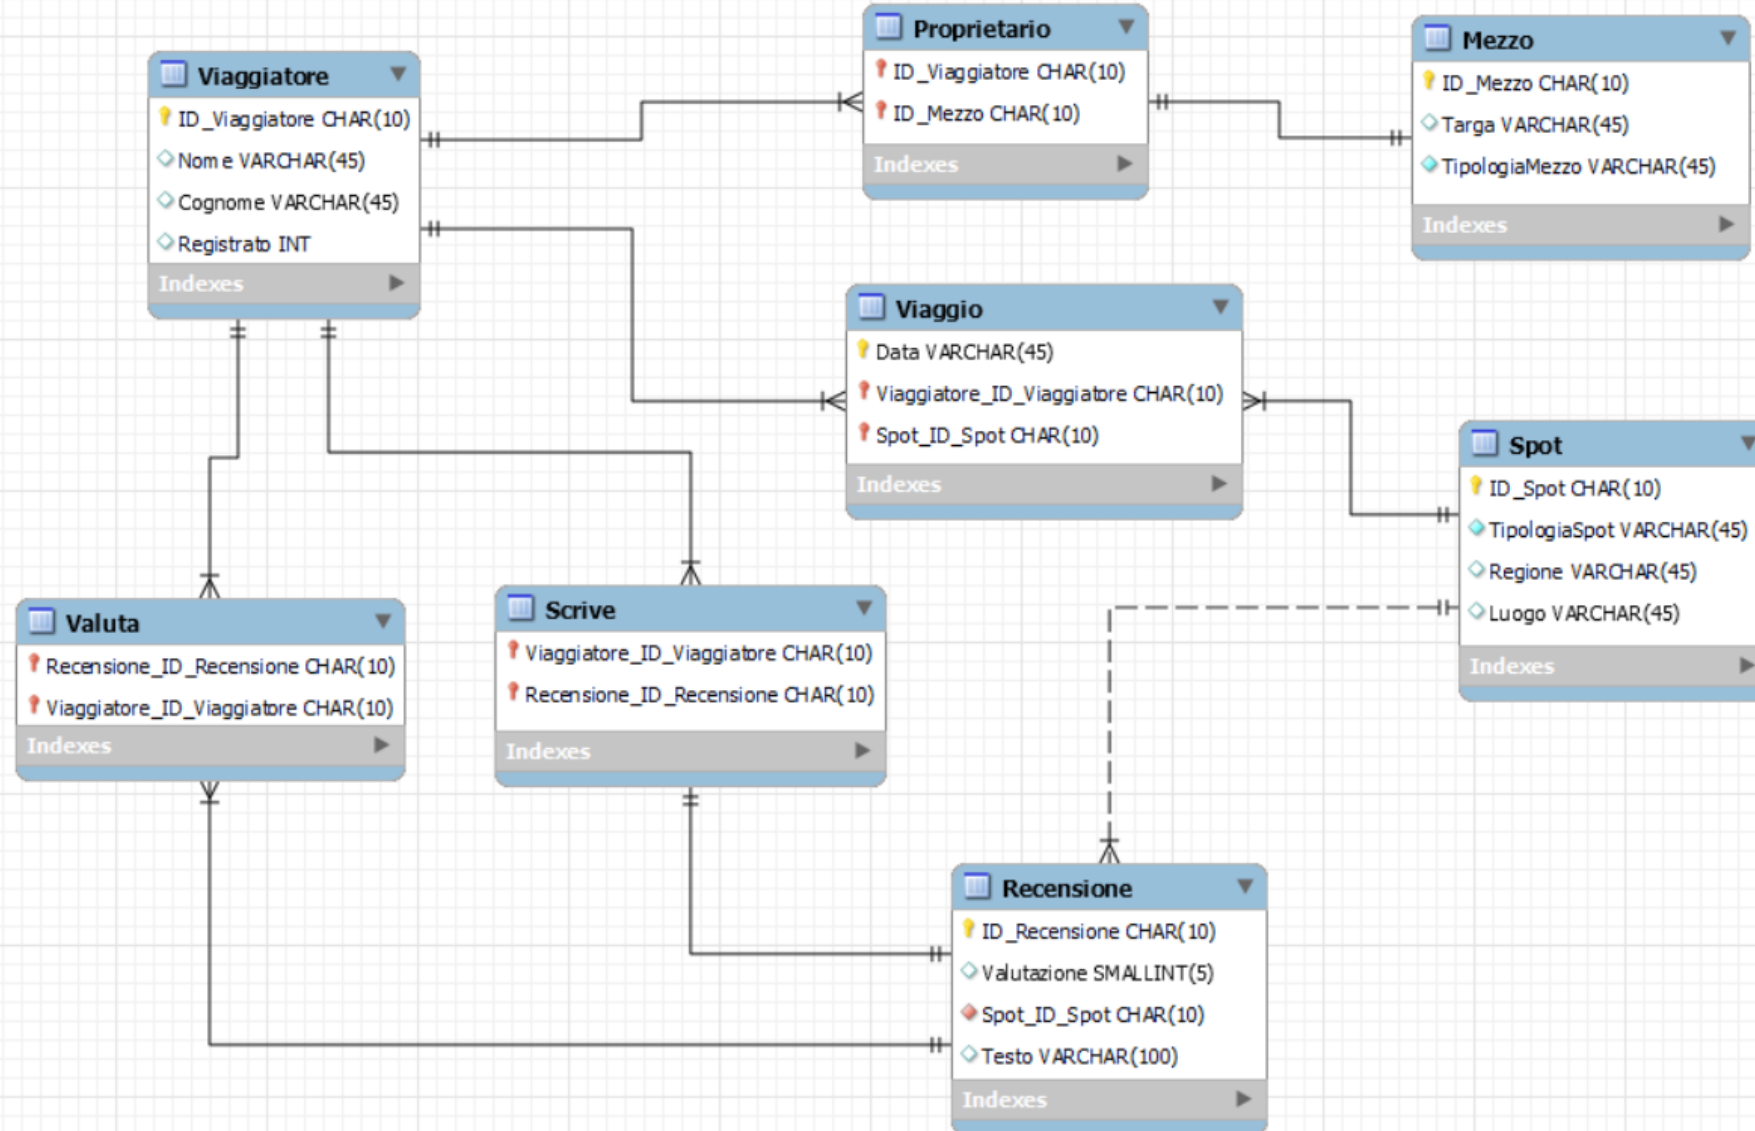 Viaggiatore
ID_Viaggiatore CHAR(10)
Nome VARCHAR(45)
Cognome VARCHAR(45)
Registrato INT
Indexes
Proprietario
ID_Viaggiatore CHAR(10)
ID_Mezzo CHAR(10)
Indexes
Mezzo
ID_Mezzo CHAR(10)
Targa VARCHAR(45)
TipologiaMezzo VARCHAR(45)
Indexes
Viaggio
Data VARCHAR(45)
Viaggiatore_ID_Viaggiatore CHAR(10)
Spot_ID_Spot CHAR(10)
Indexes
Spot
ID_Spot CHAR(10)
TipologiaSpot VARCHAR(45)
Regione VARCHAR(45)
Luogo VARCHAR(45)
Indexes
Valuta
Recensione_ID_Recensione CHAR(10)
Viaggiatore_ID_Viaggiatore CHAR(10)
Indexes
Scrive
Viaggiatore_ID_Viaggiatore CHAR(10)
Recensione_ID_Recensione CHAR(10)
Indexes
Recensione
ID_Recensione CHAR(10)
Valutazione SMALLINT(5)
Spot_ID_Spot CHAR(10)
Testo VARCHAR(100)
Indexes